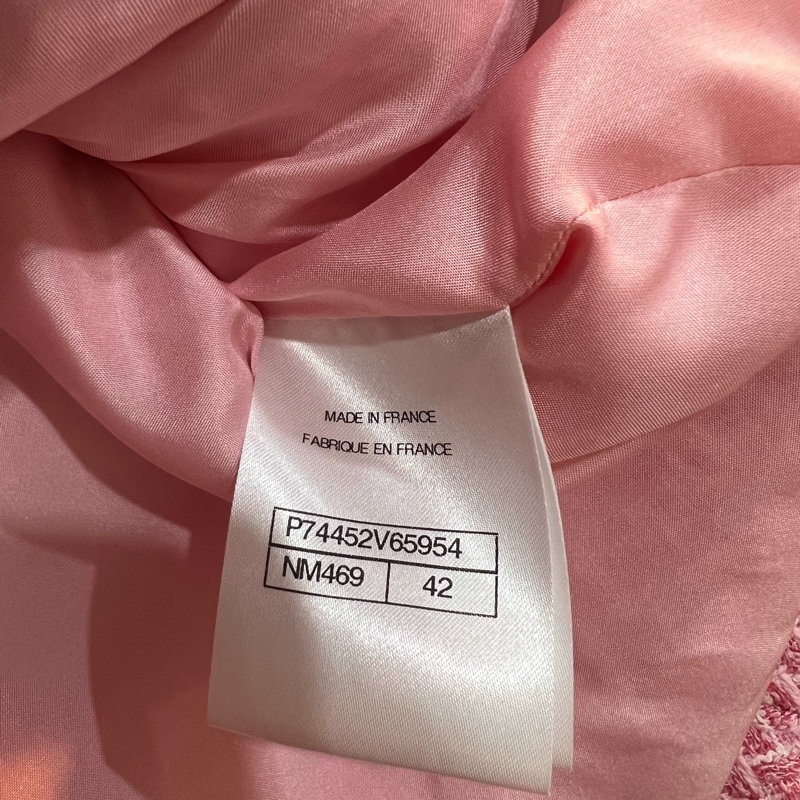 MADE IN FRANCE
FABRIQUE EN FRANCE
P74452V65954
NM469 42